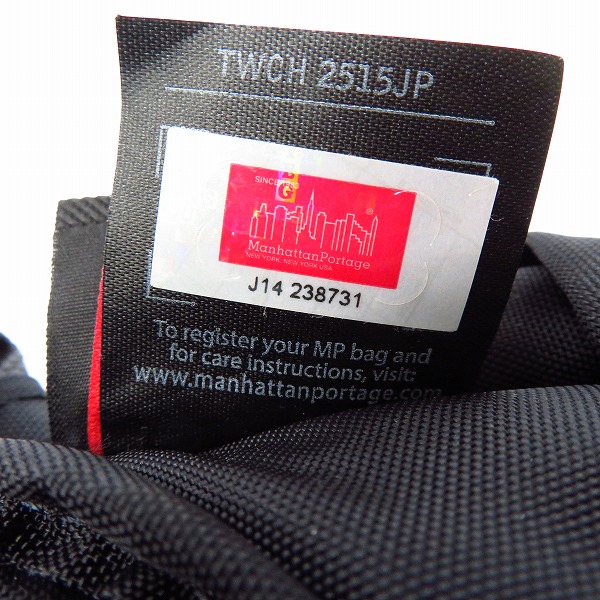 TWCH 2515JP
SINCE 1983
G
®
ManhattanPortage
NEW YORK, NEW YORK USA
J14 238731
To register your MP bag and
for care instructions, visit:
www.manhattanportage.com